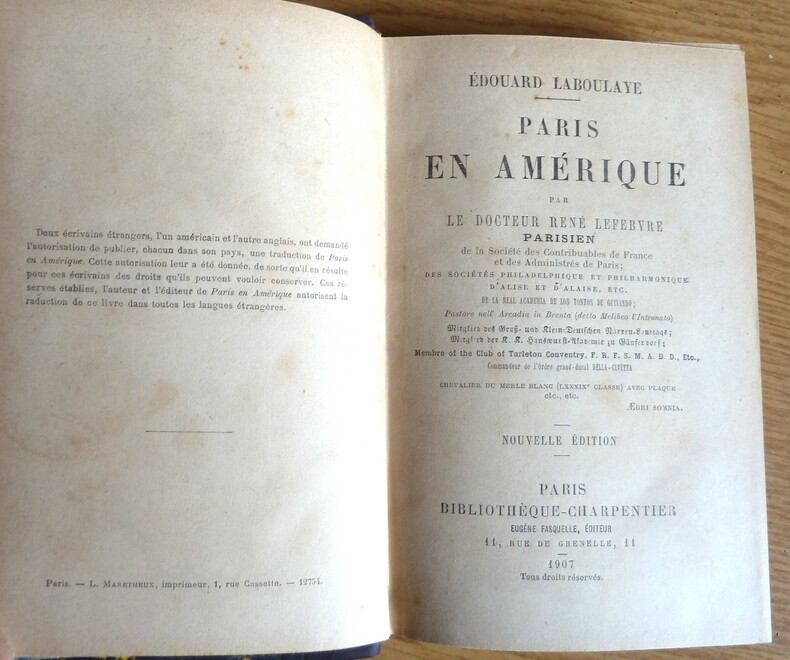 Deux écrivains étrangers, l'un américain et l'autre anglais, ont demandé
l'autorisation de publier, chacun dans son pays, une traduction de Paris
en Amérique. Cette autorisation leur a été donnée, de sorte qu'il en résulte
pour ces écrivains des droits qu'ils peuvent vouloir conserver. Ces ré-
serves établies, l'auteur et l'éditeur de Paris en Amérique autorisent la
raduction de ce livre dans toutes les langues étrangères.
Paris. — L. MARETHEUX, imprimeur, 1, rue Cassette. — 12754.
ÉDOUARD LABOULAYE
PARIS
EN AMÉRIQUE
PAR
LE DOCTEUR RENÉ LEFEBVRE
PARISIEN
de la Société des Contribuables de France
et des Administrés de Paris;
DES SOCIÉTÉS PHILADELPHIQUE ET PHILHARMONIQUE
D'ALISE ET D'ALAISE, ETC.
DE LA REAL ACADEMIA DE LOS TONTOS DE GUISANDO;
Pastore nell' Arcadia in Brenta (detto Melibeo l'Intronato)
Mitglied des Groß- und Klein-Deutschen Narren-Landtags;
Mitglied der K. K. Hanswurst-Akademie zu Gänsedorf;
Membre of the Club of Tarleton Conventry, F. R. F. S. M. A. D. D., Etc.,
Commandeur de l'Ordre grand-ducal DELLA-CIVETTA
CHEVALIER DU MERLE BLANC (LXXXIXe CLASSE) AVEC PLAQUE
etc., etc.
ÆGRI SOMNIA.
NOUVELLE ÉDITION
PARIS
BIBLIOTHÈQUE-CHARPENTIER
EUGÈNE FASQUELLE, ÉDITEUR
11, RUE DE GRENELLE, 11
1907
Tous droits réservés.